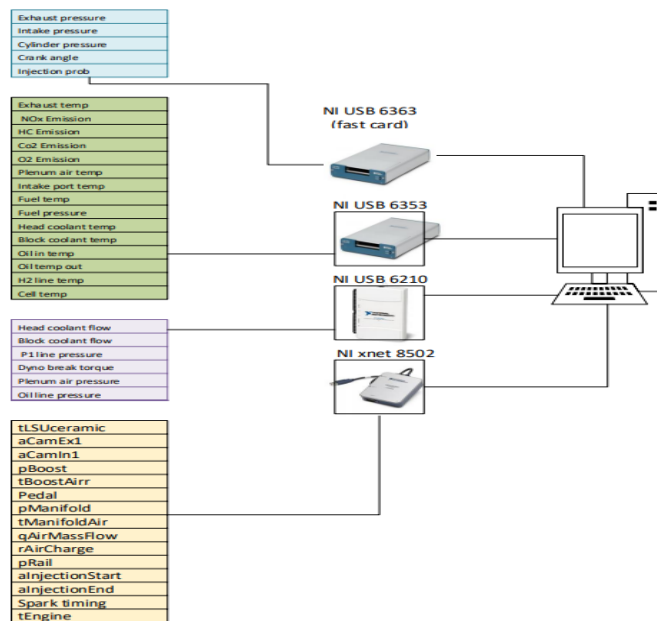 Exhaust pressure
Intake pressure
Cylinder pressure
Crank angle
Injection prob
Exhaust temp
NOx Emission
HC Emission
Co2 Emission
O2 Emission
Plenum air temp
Intake port temp
Fuel temp
Fuel pressure
Head coolant temp
Block coolant temp
Oil in temp
Oil temp out
H2 line temp
Cell temp
Head coolant flow
Block coolant flow
P1 line pressure
Dyno break torque
Plenum air pressure
Oil line pressure
tLSUceramic
aCamEx1
aCamIn1
pBoost
tBoostAirr
Pedal
pManifold
tManifoldAir
qAirMassFlow
rAirCharge
pRail
aInjectionStart
aInjectionEnd
Spark timing
tEngine
NI USB 6363
(fast card)
NI USB 6353
NI USB 6210
NI xnet 8502